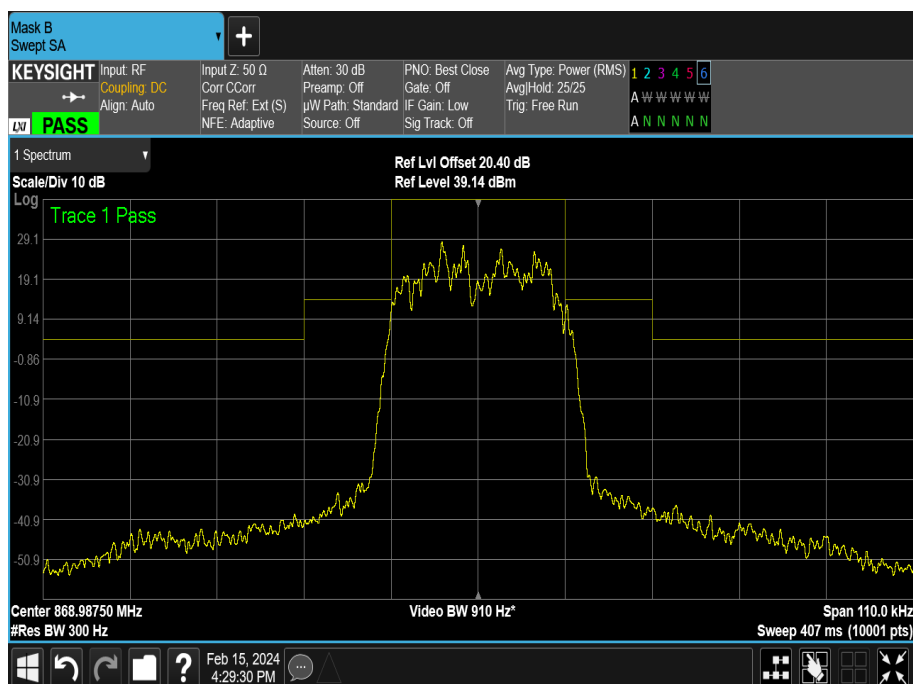 Mask B
Swept SA
+
KEYSIGHT
LXI PASS
Input: RF
Coupling: DC
Align: Auto
Input Z: 50 Ω
Corr CCorr
Freq Ref: Ext (S)
NFE: Adaptive
Atten: 30 dB
Preamp: Off
µW Path: Standard
Source: Off
PNO: Best Close
Gate: Off
IF Gain: Low
Sig Track: Off
Avg Type: Power (RMS)
Avg|Hold: 25/25
Trig: Free Run
1 2 3 4 5 6
A W W W W W
A N N N N N
1 Spectrum
Scale/Div 10 dB
Ref Lvl Offset 20.40 dB
Ref Level 39.14 dBm
Log
Trace 1 Pass
29.1
19.1
9.14
-0.86
-10.9
-20.9
-30.9
-40.9
-50.9
Center 868.98750 MHz
#Res BW 300 Hz
Video BW 910 Hz*
Span 110.0 kHz
Sweep 407 ms (10001 pts)
?
Feb 15, 2024
4:29:30 PM